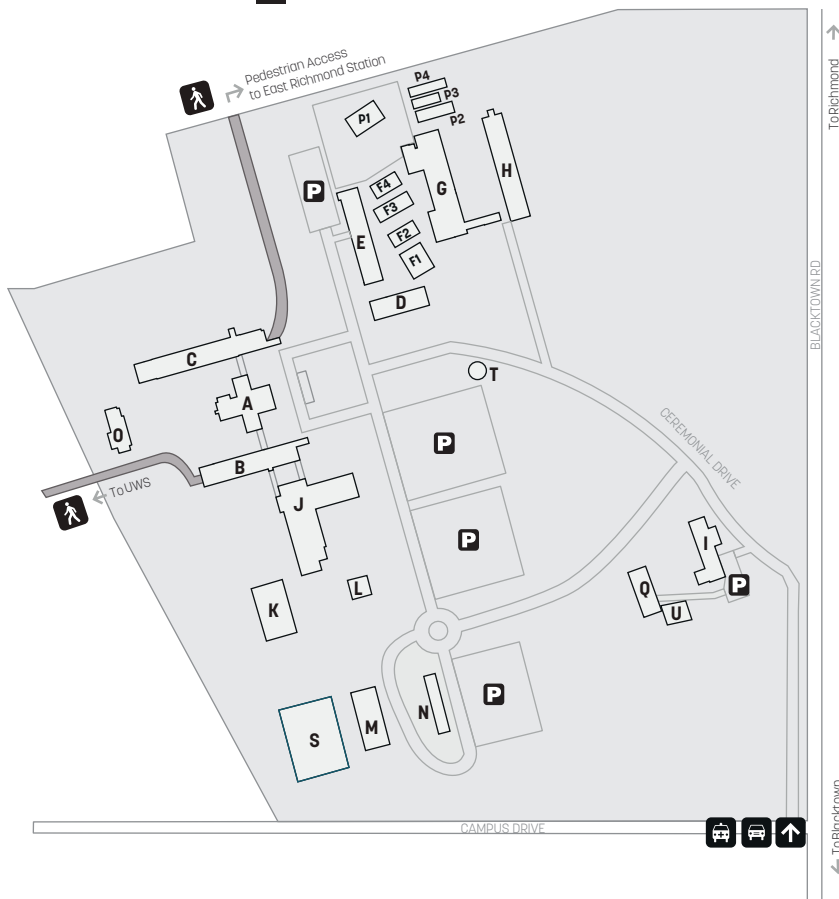 Pedestrian Access
to East Richmond Station
To Richmond
P4
P3
P2
P1
H
G
P
F4
F3
F2
F1
E
D
BLACKTOWN RD
C
T
A
O
CEREMONIAL DRIVE
P
B
To UWS
J
P
I
L
K
Q
P
U
P
N
M
S
To Blacktown
CAMPUS DRIVE